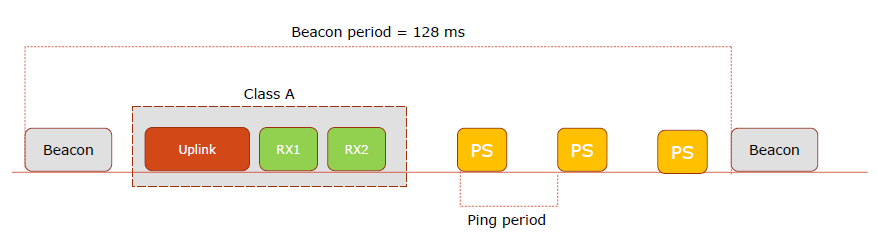 Beacon period = 128 ms
Class A
Beacon
Uplink
RX1
RX2
PS
PS
PS
Beacon
Ping period